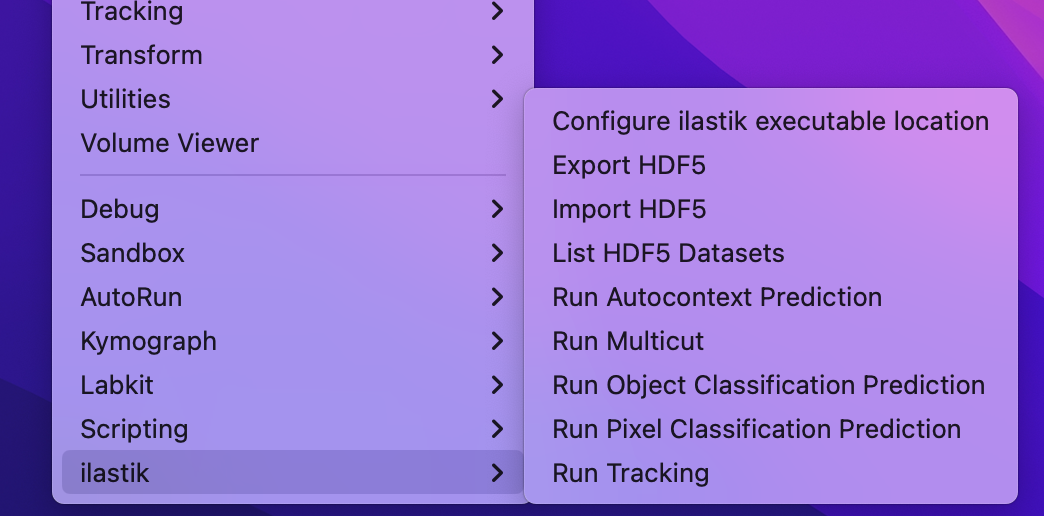 Tracking
Transform
Utilities
Volume Viewer
Debug
Sandbox
AutoRun
Kymograph
Labkit
Scripting
ilastik
Configure ilastik executable location
Export HDF5
Import HDF5
List HDF5 Datasets
Run Autocontext Prediction
Run Multicut
Run Object Classification Prediction
Run Pixel Classification Prediction
Run Tracking